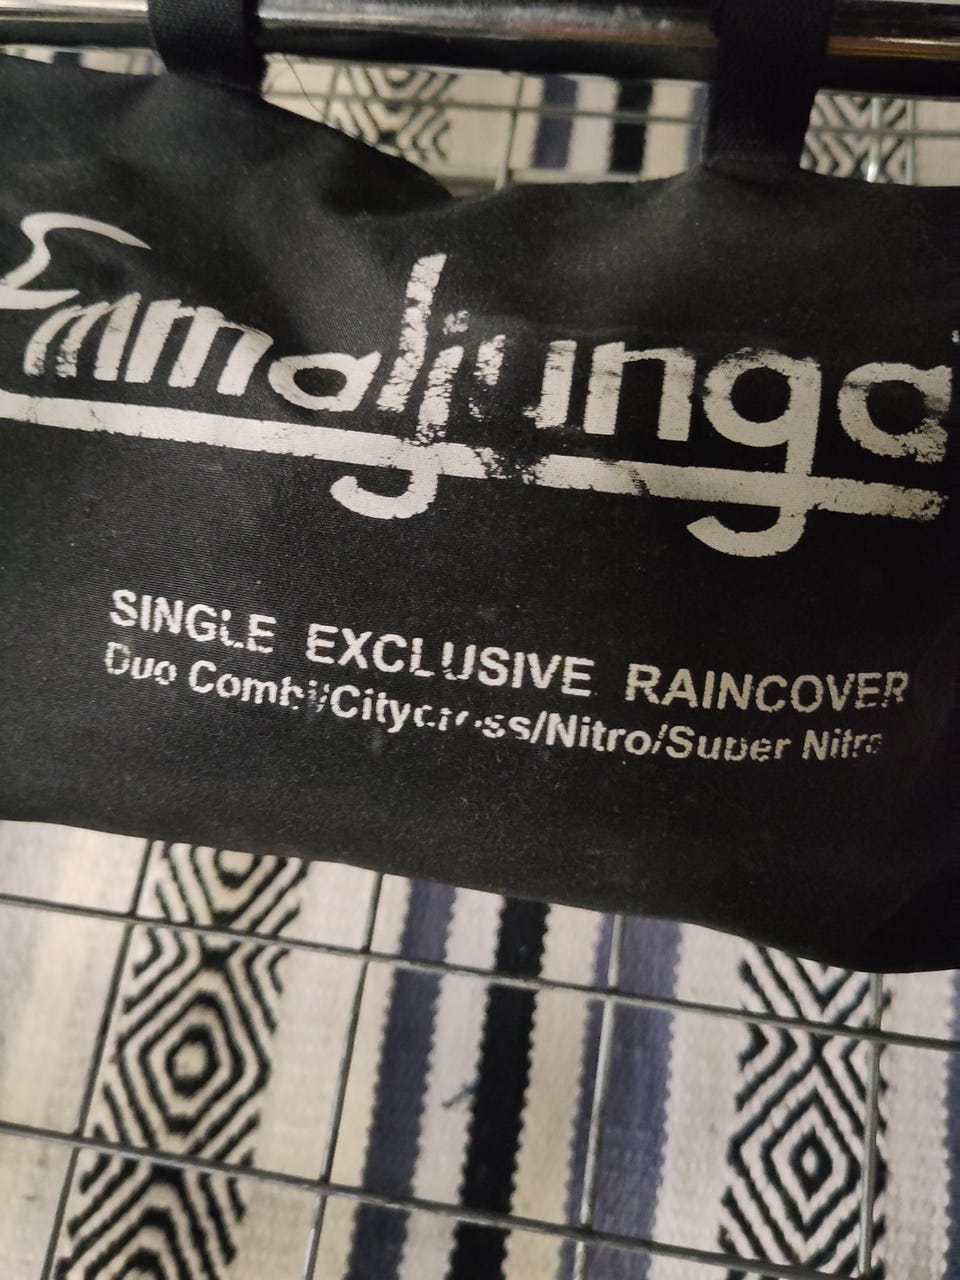 Emmaljunga
SINGLE EXCLUSIVE RAINCOVER
Duo Combi/Citycross/Nitro/Super Nitro